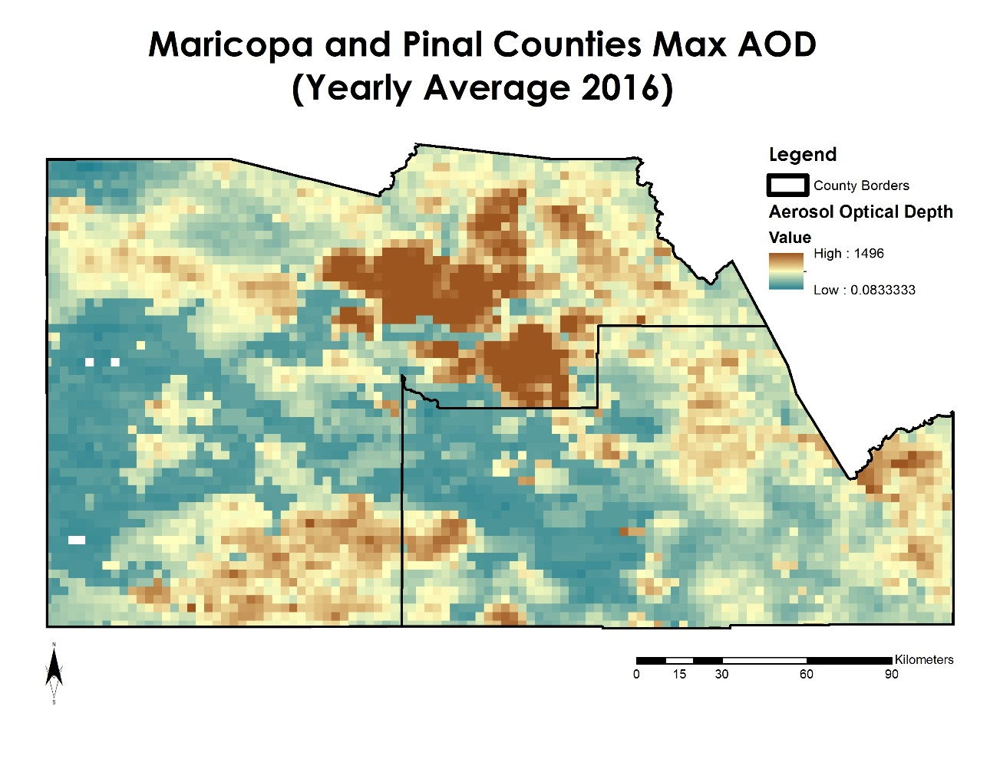 Maricopa and Pinal Counties Max AOD
(Yearly Average 2016)
Legend
County Borders
Aerosol Optical Depth
Value
High : 1496
Low : 0.0833333
N
S
Kilometers
0 15 30 60 90